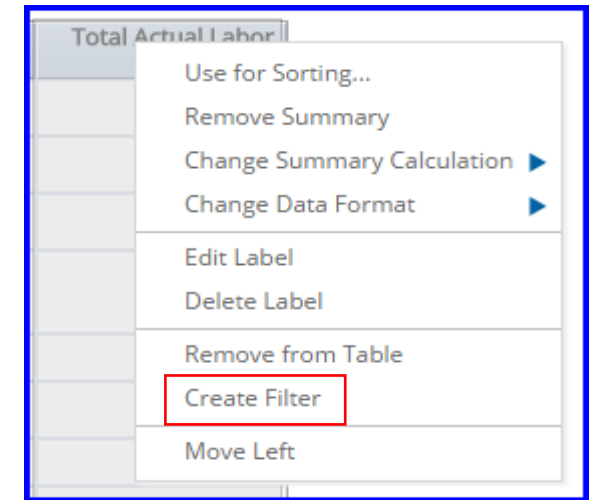 Total Actual Labor
Use for Sorting...
Remove Summary
Change Summary Calculation
Change Data Format
Edit Label
Delete Label
Remove from Table
Create Filter
Move Left